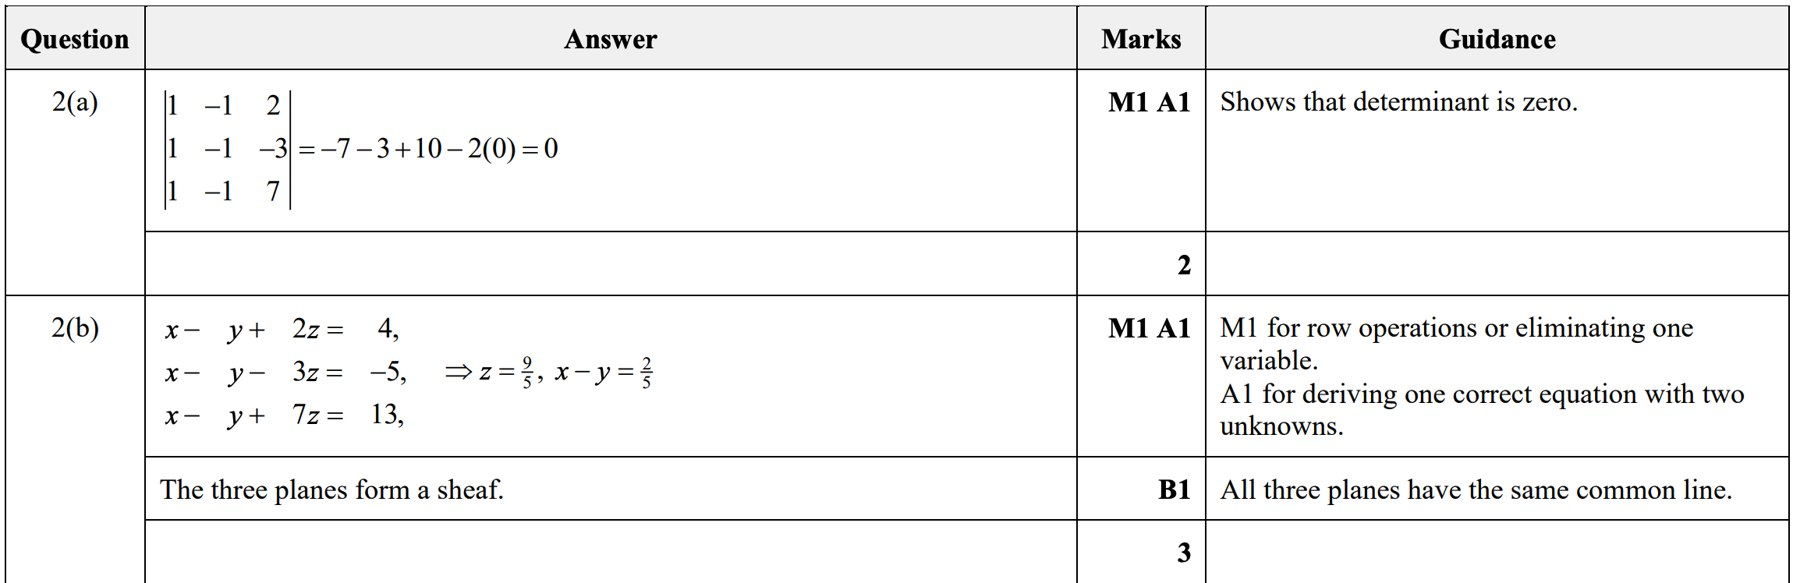 Question Answer Marks Guidance
2(a) |1 −1 2| M1 A1 Shows that determinant is zero.
|1 −1 −3| = −7 − 3 + 10 − 2(0) = 0
|1 −1 7|
2
2(b) x − y + 2z = 4, M1 A1 M1 for row operations or eliminating one
variable.
x − y − 3z = −5, ⇒ z = 9/5, x − y = 2/5
A1 for deriving one correct equation with two
x − y + 7z = 13,
unknowns.
The three planes form a sheaf. B1 All three planes have the same common line.
3